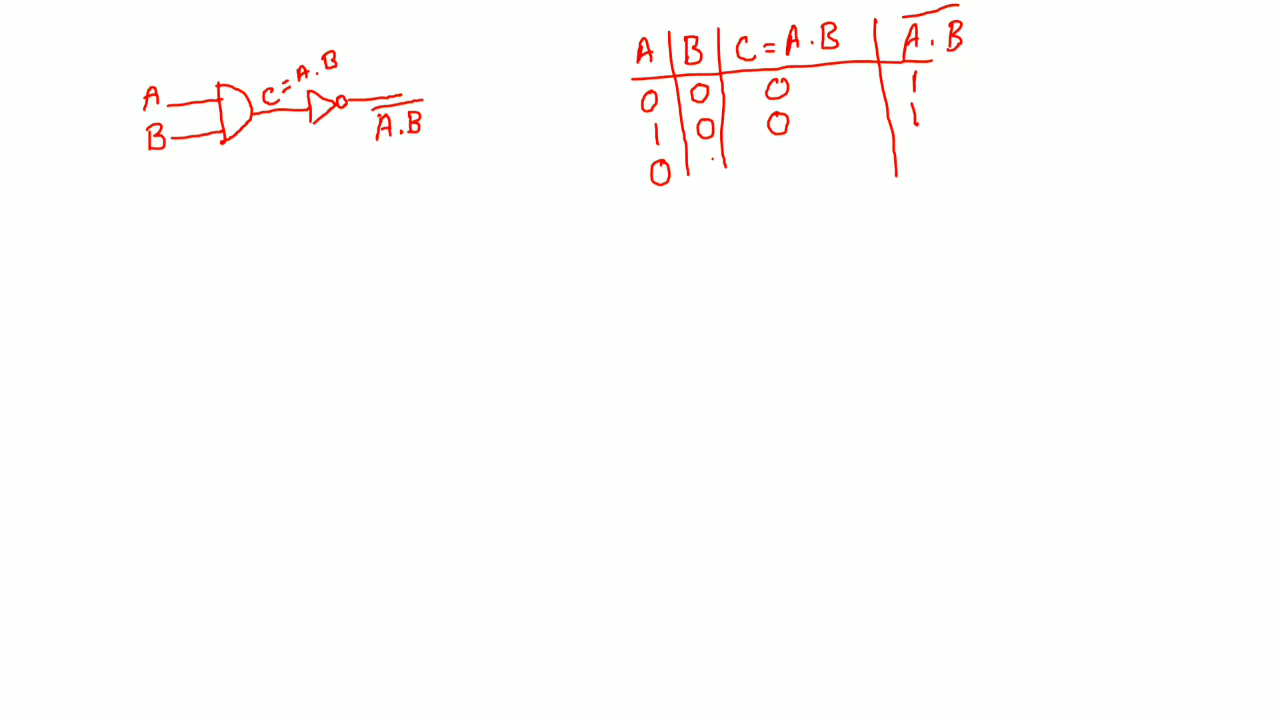 A
B
C = A.B
A̅.̅B̅
A | B | C = A.B | A̅.̅B̅
0 | 0 | 0 | 1
1 | 0 | 0 | 1
0